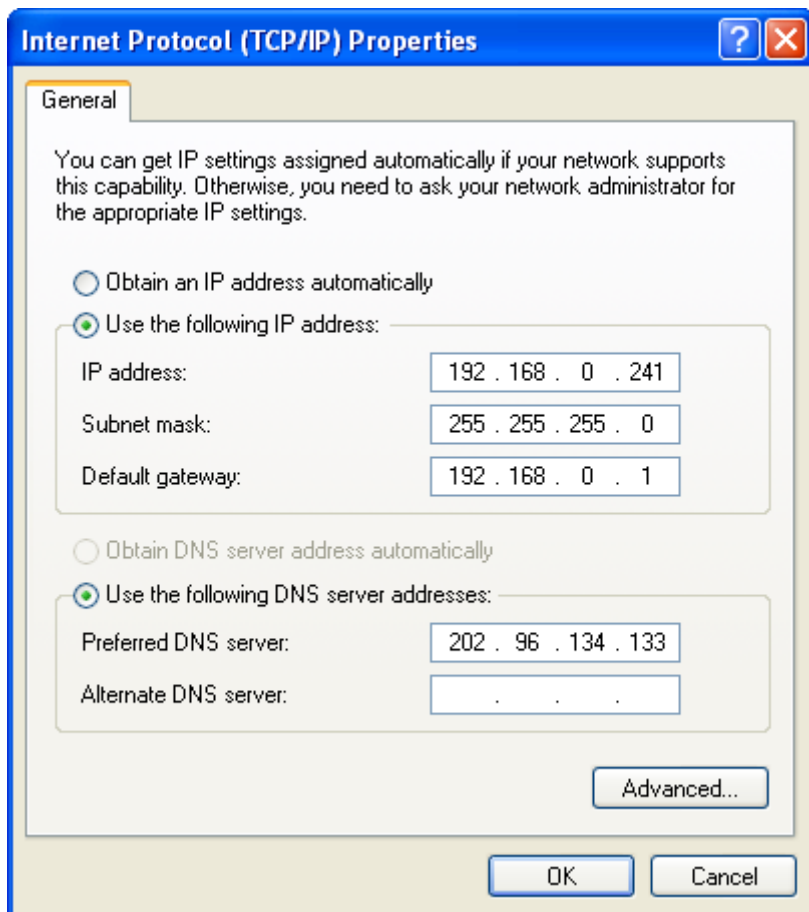 Internet Protocol (TCP/IP) Properties
General
You can get IP settings assigned automatically if your network supports
this capability. Otherwise, you need to ask your network administrator for
the appropriate IP settings.
Obtain an IP address automatically
Use the following IP address:
IP address: 192 . 168 . 0 . 241
Subnet mask: 255 . 255 . 255 . 0
Default gateway: 192 . 168 . 0 . 1
Obtain DNS server address automatically
Use the following DNS server addresses:
Preferred DNS server: 202 . 96 . 134 . 133
Alternate DNS server: . . .
Advanced...
OK Cancel